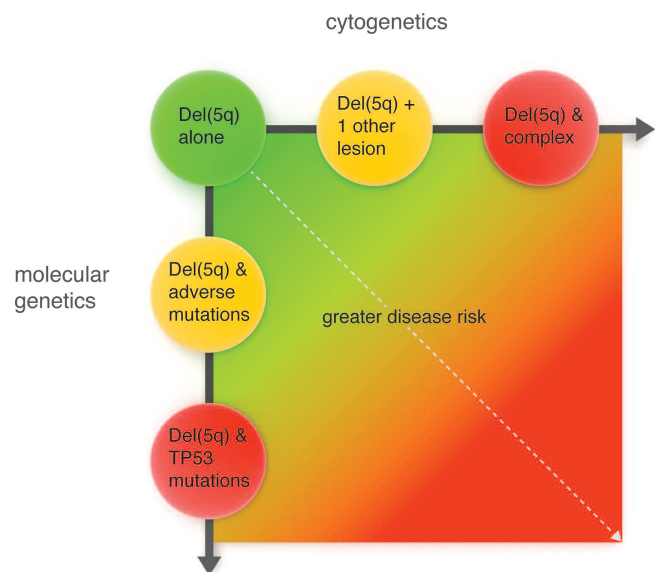 cytogenetics
Del(5q)
alone
Del(5q) +
1 other
lesion
Del(5q) &
complex
molecular
genetics
Del(5q) &
adverse
mutations
greater disease risk
Del(5q) &
TP53
mutations